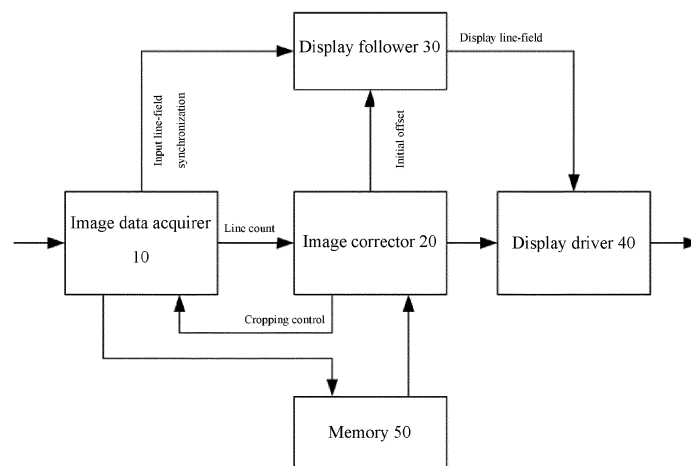 Display follower 30
Display line-field
Input line-field
synchronization
Initial offset
Image data acquirer
10
Line count
Image corrector 20
Display driver 40
Cropping control
Memory 50